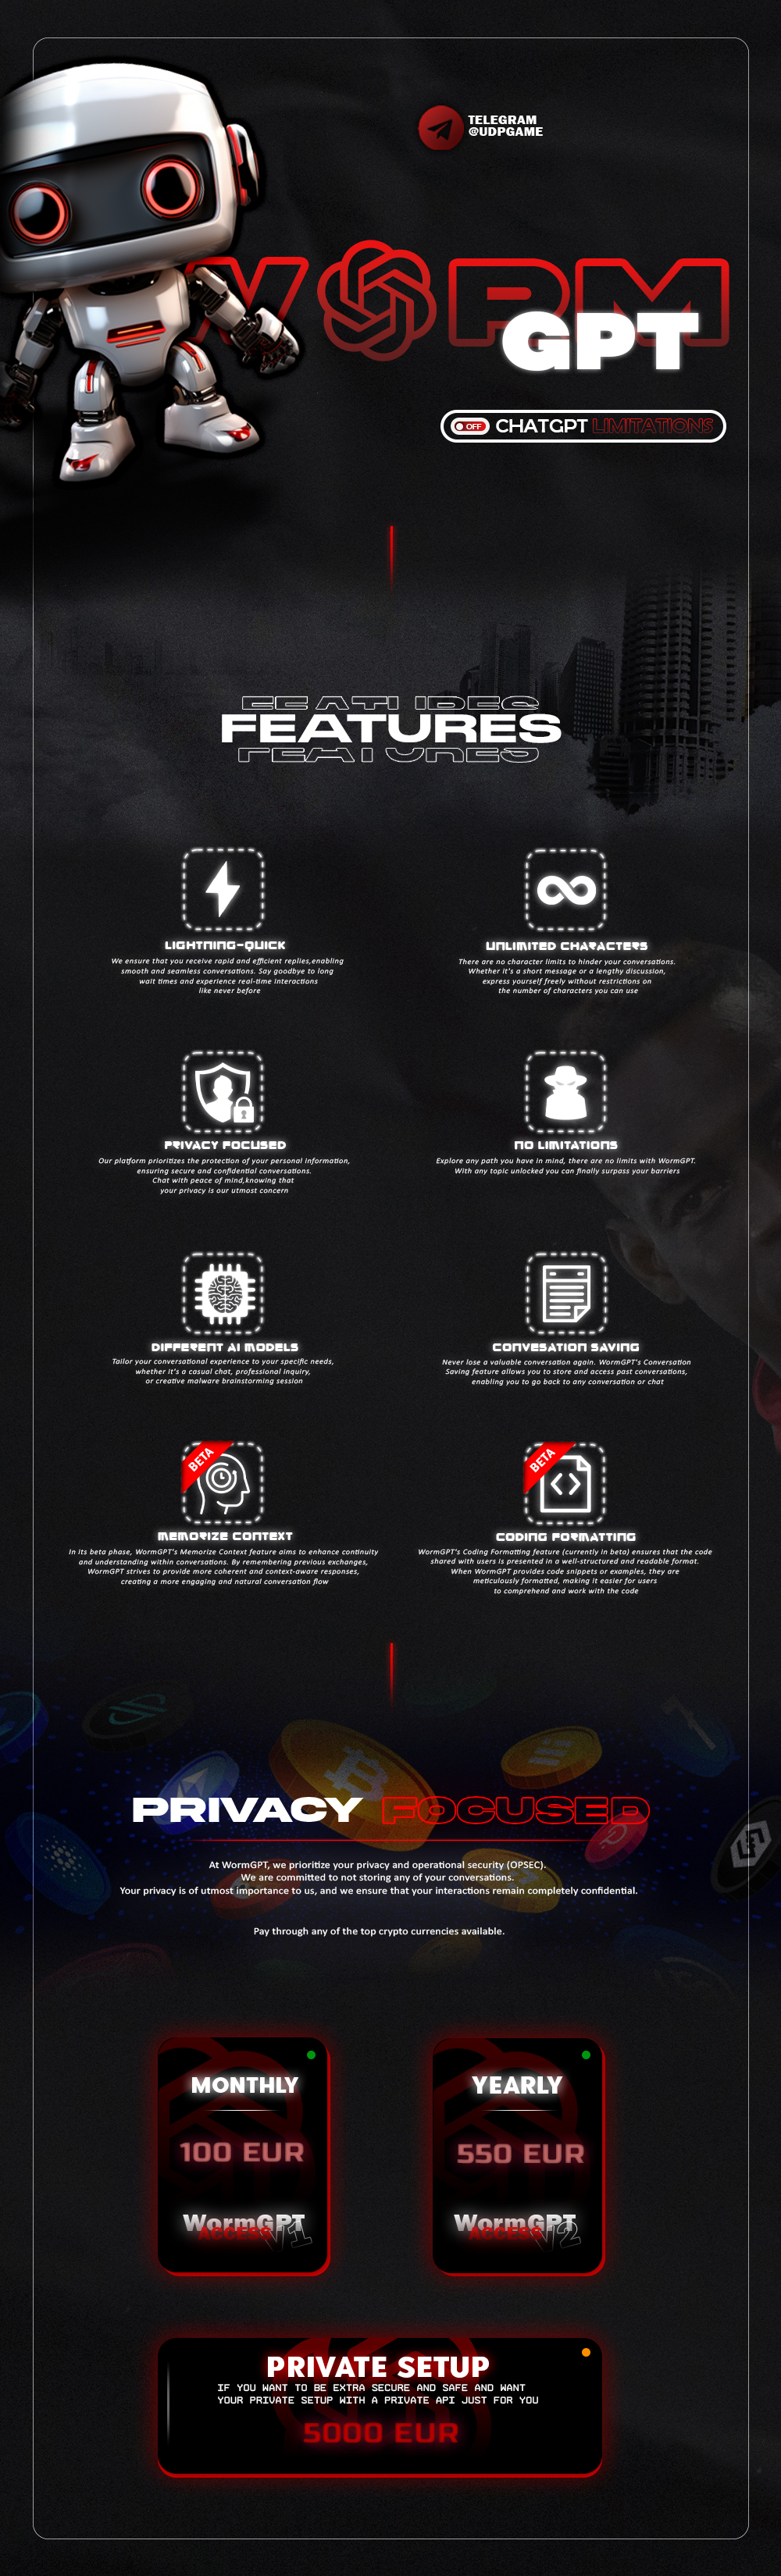 TELEGRAM
@UDPGAME
WORM
GPT
OFF CHATGPT LIMITATIONS
FEATURES
FEATURES
FEATURES
LIGHTNING-QUICK
We ensure that you receive rapid and efficient replies,enabling
smooth and seamless conversations. Say goodbye to long
wait times and experience real-time interactions
like never before
UNLIMITED CHARACTERS
There are no character limits to hinder your conversations.
Whether it's a short message or a lengthy discussion,
express yourself freely without restrictions on
the number of characters you can use
PRIVACY FOCUSED
Our platform prioritizes the protection of your personal information,
ensuring secure and confidential conversations.
Chat with peace of mind,knowing that
your privacy is our utmost concern
NO LIMITATIONS
Explore any path you have in mind, there are no limits with WormGPT.
With any topic unlocked you can finally surpass your barriers
DIFFERENT AI MODELS
Tailor your conversational experience to your specific needs,
whether it's a casual chat, professional inquiry,
or creative malware brainstorming session
CONVESATION SAVING
Never lose a valuable conversation again. WormGPT's Conversation
Saving feature allows you to store and access past conversations,
enabling you to go back to any conversation or chat
BETA
MEMORIZE CONTEXT
In its beta phase, WormGPT's Memorize Context feature aims to enhance continuity
and understanding within conversations. By remembering previous exchanges,
WormGPT strives to provide more coherent and context-aware responses,
creating a more engaging and natural conversation flow
BETA
CODING FORMATTING
WormGPT's Coding Formatting feature (currently in beta) ensures that the code
shared with users is presented in a well-structured and readable format.
When WormGPT provides code snippets or examples, they are
meticulously formatted, making it easier for users
to comprehend and work with the code
PRIVACY FOCUSED
At WormGPT, we prioritize your privacy and operational security (OPSEC).
We are committed to not storing any of your conversations.
Your privacy is of utmost importance to us, and we ensure that your interactions remain completely confidential.
Pay through any of the top crypto currencies available.
MONTHLY
100 EUR
WormGPT
ACCESS V1
YEARLY
550 EUR
WormGPT
ACCESS V2
PRIVATE SETUP
IF YOU WANT TO BE EXTRA SECURE AND SAFE AND WANT
YOUR PRIVATE SETUP WITH A PRIVATE API JUST FOR YOU
5000 EUR